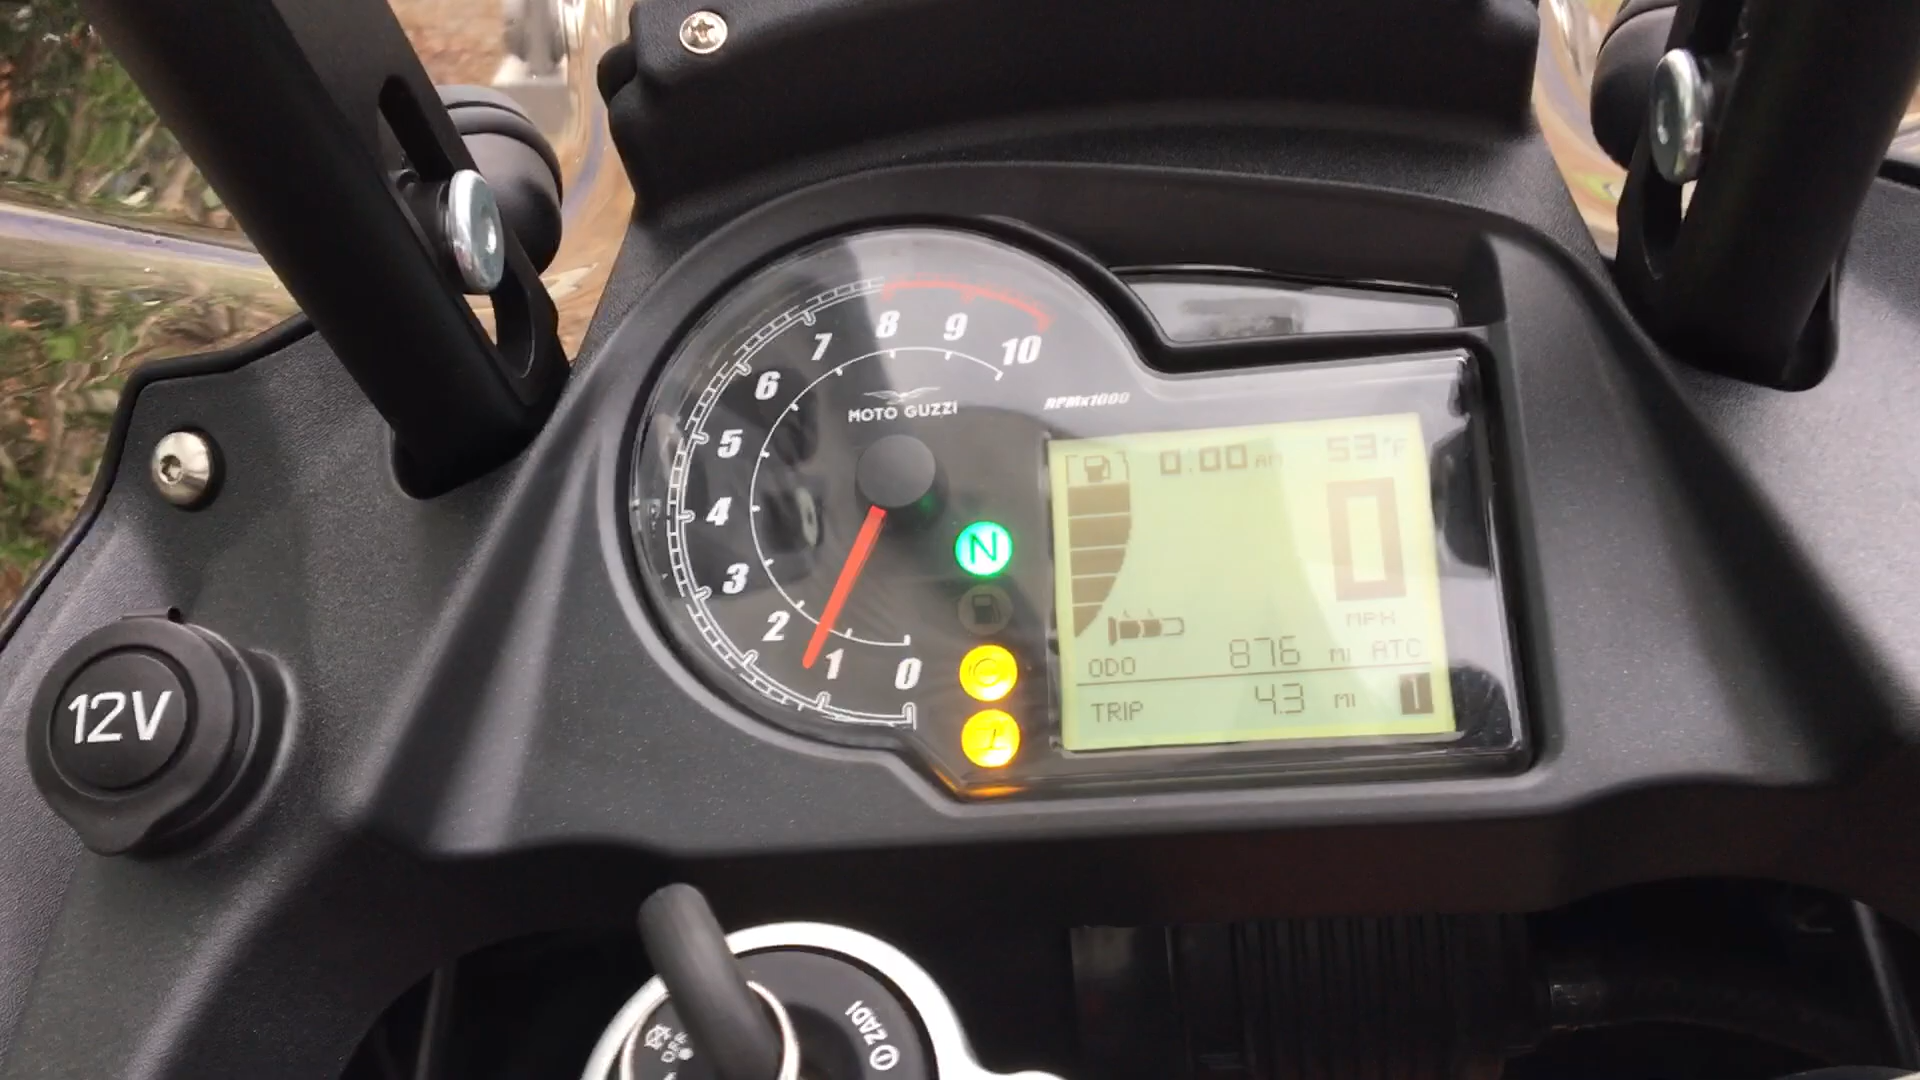 8 9 10
7
6
5
4
3
2
1
0
MOTO GUZZI
RPMx1000
N
0:00 AM 53°F
0
MPH
ODO 876 MI ATC
TRIP 4.3 MI 1
12V
ZADI